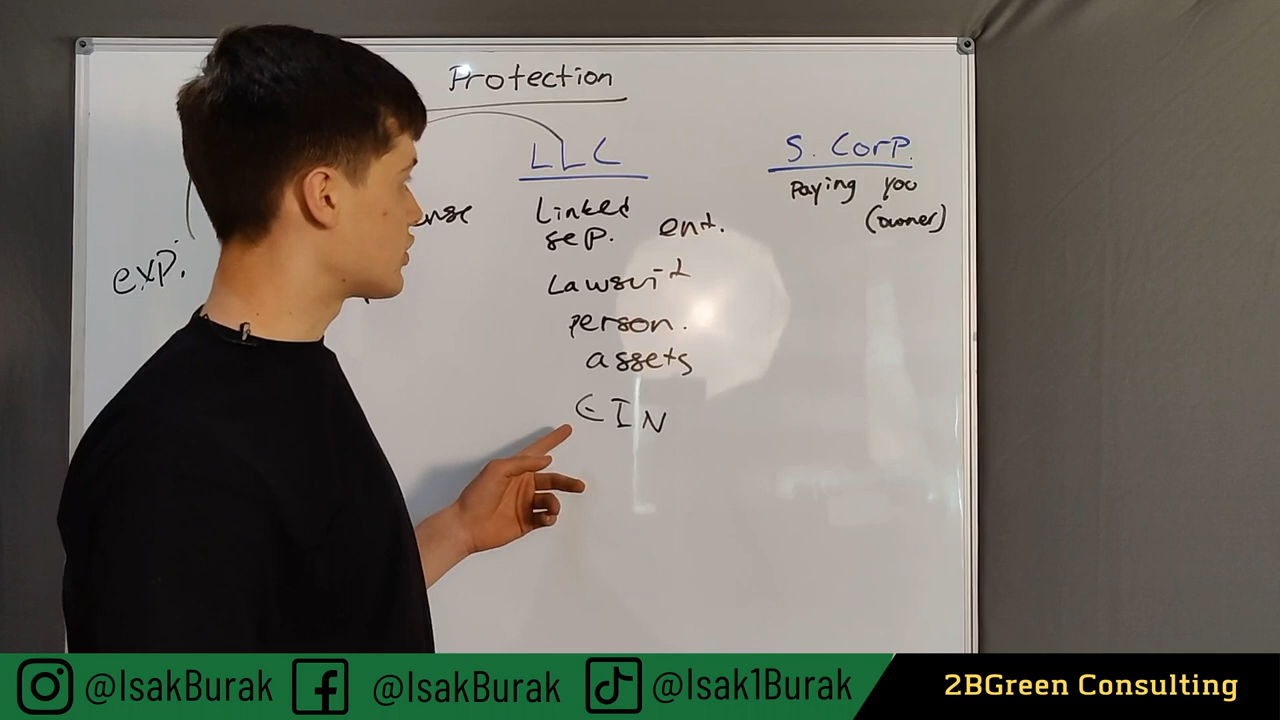 Protection
LLC
S. Corp.
Linked
sep. ent.
Lawsuit
person.
assets
EIN
Paying you
(owner)
exp.
@IsakBurak
@IsakBurak
@Isak1Burak
2BGreen Consulting